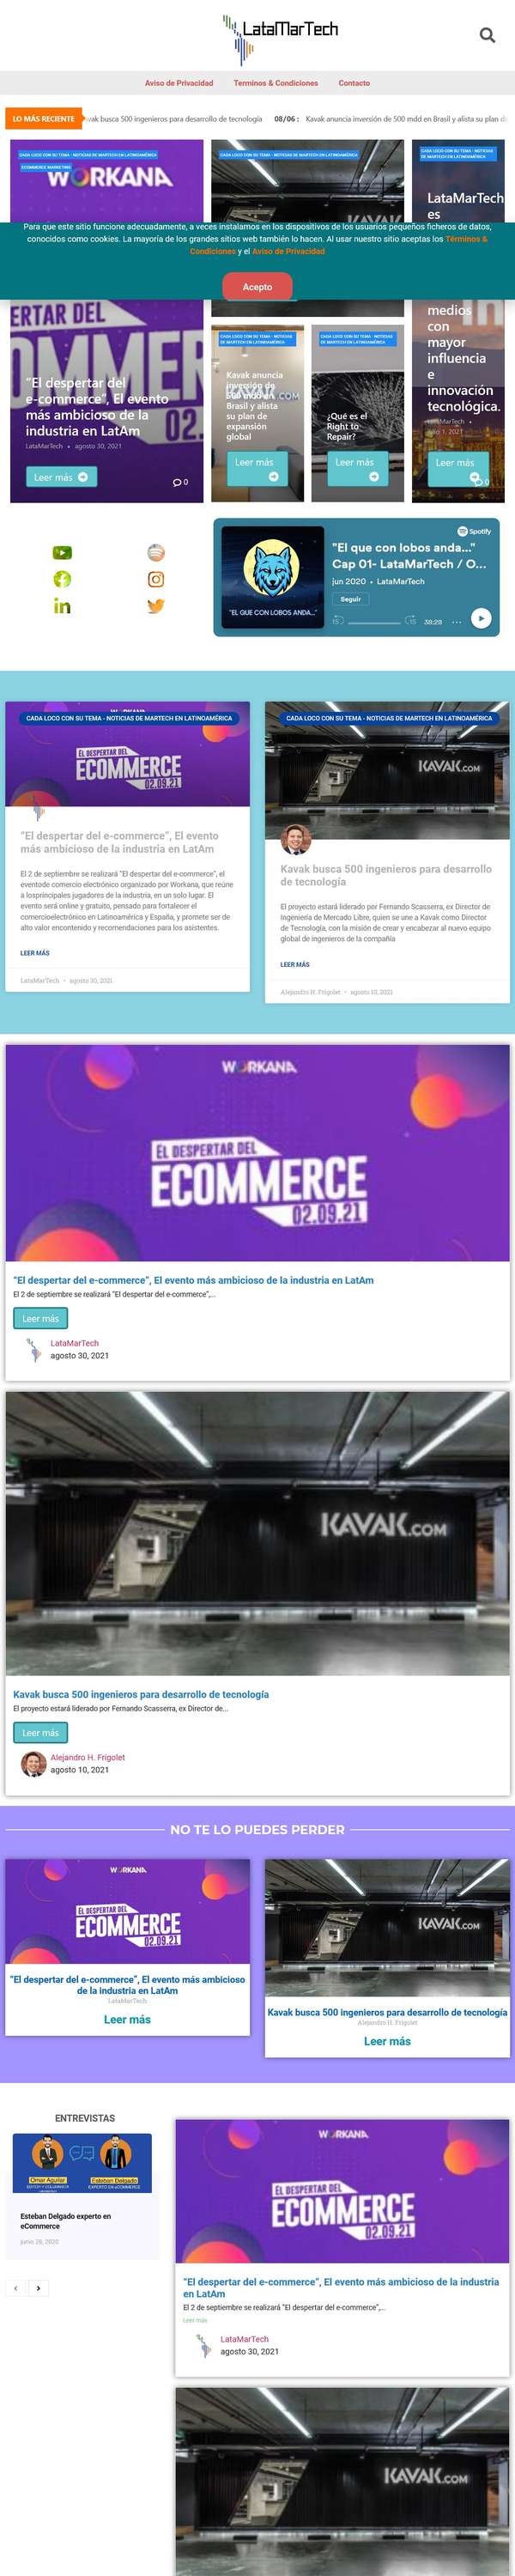 LataMarTech
Aviso de Privacidad
Terminos & Condiciones
Contacto
LO MÁS RECIENTE
busca 500 ingenieros para desarrollo de tecnología
08/06 :
Kavak anuncia inversión de 500 mdd en Brasil y alista su plan
CADA LOCO CON SU TEMA - NOTICIAS DE MARTECH EN LATINOAMÉRICA
ECOMMERCE MARKETING
WORKANA
CADA LOCO CON SU TEMA - NOTICIAS DE MARTECH EN LATINOAMÉRICA
CADA LOCO CON SU TEMA - NOTICIAS
DE MARTECH EN LATINOAMÉRICA
LataMarTech
es
Para que este sitio funcione adecuadamente, a veces instalamos en los dispositivos de los usuarios pequeños ficheros de datos,
conocidos como cookies. La mayoría de los grandes sitios web también lo hacen. Al usar nuestro sitio aceptas los Términos &
Condiciones y el Aviso de Privacidad
Acepto
medios
con
mayor
influencia
e
innovación
tecnológica.
LataMarTech
1, 2021
Leer más
0
ERTAR DEL
02.
"El despertar del
e-commerce", El evento
más ambicioso de la
industria en LatAm
LataMarTech
agosto 30, 2021
Leer más
0
CADA LOCO CON SU TEMA - NOTICIAS
DE MARTECH EN LATINOAMÉRICA
Kavak anuncia
inversión de
500 mdd en
Brasil y alista
su plan de
expansión
global
Leer más
CADA LOCO CON SU TEMA - NOTICIAS
DE MARTECH EN LATINOAMÉRICA
¿Qué es el
Right to
Repair?
Leer más
Spotify
"El que con lobos anda..."
Cap 01- LataMarTech / O...
jun 2020 • LataMarTech
Seguir
"EL QUE CON LOBOS ANDA..."
15
15
38:28
CADA LOCO CON SU TEMA - NOTICIAS DE MARTECH EN LATINOAMÉRICA
EL DESPERTAR DEL
ECOMMERCE
02.09.21
"El despertar del e-commerce", El evento
más ambicioso de la industria en LatAm
El 2 de septiembre se realizará "El despertar del e-commerce", el
eventode comercio electrónico organizado por Workana, que reúne
a losprincipales jugadores de la industria, en un solo lugar. El
evento será online y gratuito, pensado para fortalecer el
comercioelectrónico en Latinoamérica y España, y promete ser de
alto valor encontenido y recomendaciones para los asistentes.
LEER MÁS
LataMarTech • agosto 30, 2021
CADA LOCO CON SU TEMA - NOTICIAS DE MARTECH EN LATINOAMÉRICA
KAVAK.COM
Kavak busca 500 ingenieros para desarrollo
de tecnología
El proyecto estará liderado por Fernando Scasserra, ex Director de
Ingeniería de Mercado Libre, quien se une a Kavak como Director
de Tecnología, con la misión de crear y encabezar al nuevo equipo
global de ingenieros de la compañía
LEER MÁS
Alejandro H. Frigolet • agosto 10, 2021
WORKANA
EL DESPERTAR DEL
ECOMMERCE
02.09.21
"El despertar del e-commerce", El evento más ambicioso de la industria en LatAm
El 2 de septiembre se realizará "El despertar del e-commerce",...
Leer más
LataMarTech
agosto 30, 2021
KAVAK.COM
Kavak busca 500 ingenieros para desarrollo de tecnología
El proyecto estará liderado por Fernando Scasserra, ex Director de...
Leer más
Alejandro H. Frigolet
agosto 10, 2021
NO TE LO PUEDES PERDER
WORKANA
EL DESPERTAR DEL
ECOMMERCE
02.09.21
"El despertar del e-commerce", El evento más ambicioso
de la industria en LatAm
LataMarTech
Leer más
KAVAK.COM
Kavak busca 500 ingenieros para desarrollo de tecnología
Alejandro H. Frigolet
Leer más
ENTREVISTAS
Omar Aguilar
Esteban Delgado
EXPERTO EN eCOMMERCE
Esteban Delgado experto en
eCommerce
junio 28, 2020
WORKANA
EL DESPERTAR DEL
ECOMMERCE
02.09.21
"El despertar del e-commerce", El evento más ambicioso de la industria
en LatAm
El 2 de septiembre se realizará "El despertar del e-commerce",...
Leer más
LataMarTech
agosto 30, 2021
KAVAK.COM